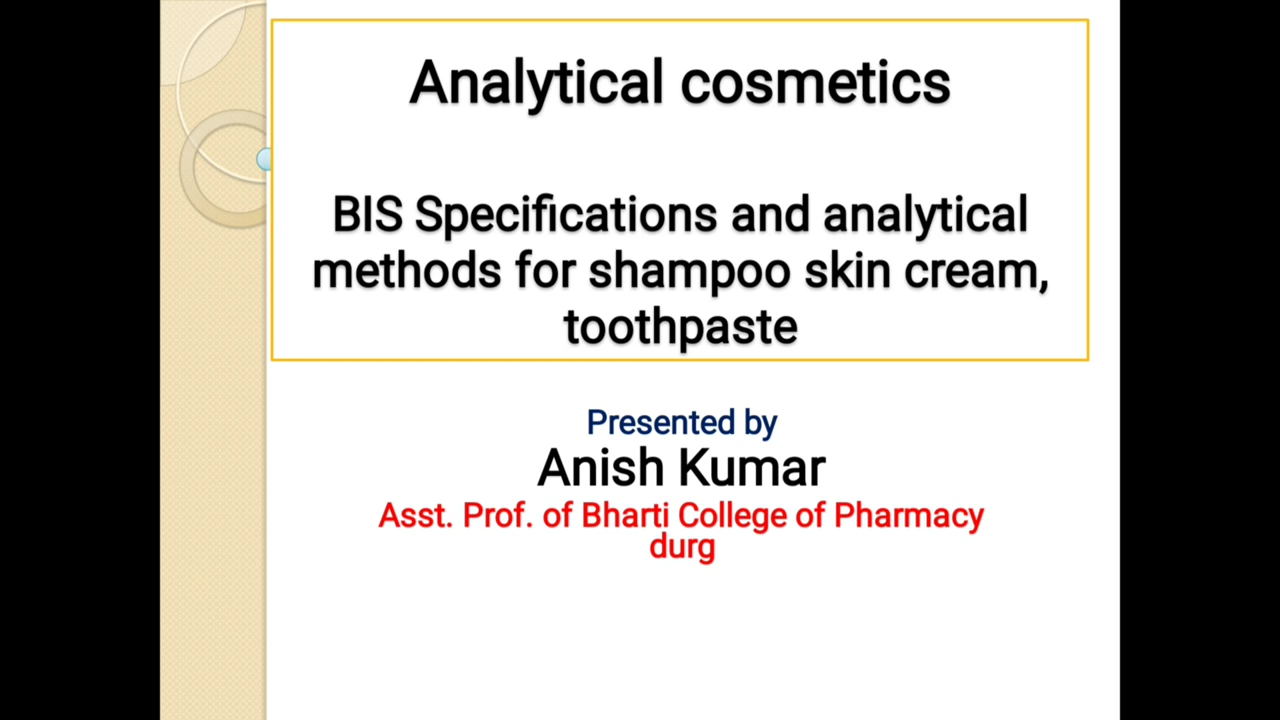 Analytical cosmetics
BIS Specifications and analytical
methods for shampoo skin cream,
toothpaste
Presented by
Anish Kumar
Asst. Prof. of Bharti College of Pharmacy
durg